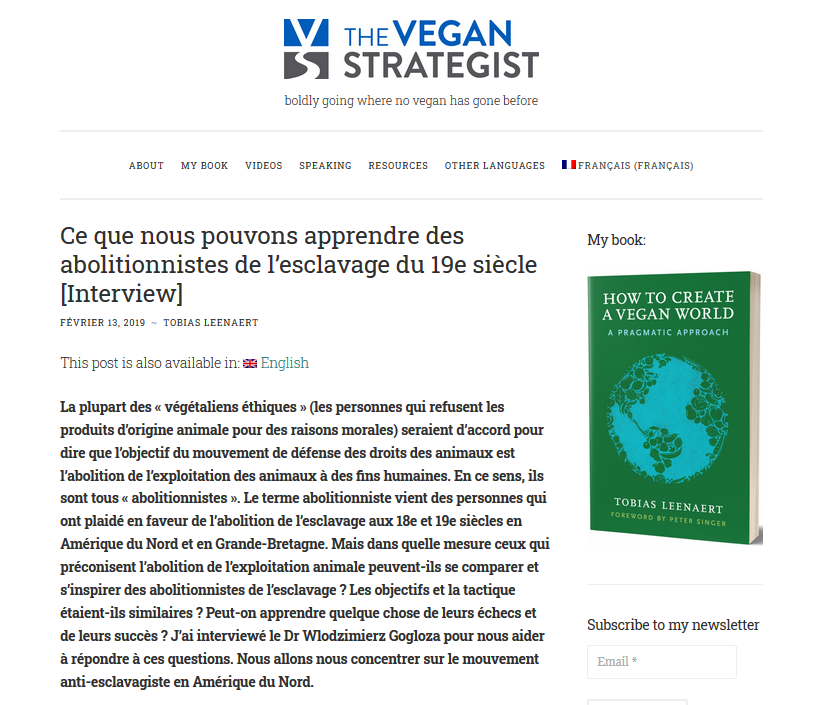 THE VEGAN
STRATEGIST
boldly going where no vegan has gone before
ABOUT MY BOOK VIDEOS SPEAKING RESOURCES OTHER LANGUAGES FRANÇAIS (FRANÇAIS)
Ce que nous pouvons apprendre des
abolitionnistes de l’esclavage du 19e siècle
[Interview]
FÉVRIER 13, 2019 ~ TOBIAS LEENAERT
This post is also available in: English
La plupart des « végétaliens éthiques » (les personnes qui refusent les
produits d’origine animale pour des raisons morales) seraient d’accord pour
dire que l’objectif du mouvement de défense des droits des animaux est
l’abolition de l’exploitation des animaux à des fins humaines. En ce sens, ils
sont tous « abolitionnistes ». Le terme abolitionniste vient des personnes qui
ont plaidé en faveur de l’abolition de l’esclavage aux 18e et 19e siècles en
Amérique du Nord et en Grande-Bretagne. Mais dans quelle mesure ceux qui
préconisent l’abolition de l’exploitation animale peuvent-ils se comparer et
s’inspirer des abolitionnistes de l’esclavage ? Les objectifs et la tactique
étaient-ils similaires ? Peut-on apprendre quelque chose de leurs échecs et
de leurs succès ? J’ai interviewé le Dr Wlodzimierz Gogloza pour nous aider
à répondre à ces questions. Nous allons nous concentrer sur le mouvement
anti-esclavagiste en Amérique du Nord.
My book:
HOW TO CREATE
A VEGAN WORLD
A PRAGMATIC APPROACH
TOBIAS LEENAERT
FOREWORD BY PETER SINGER
Subscribe to my newsletter
Email *